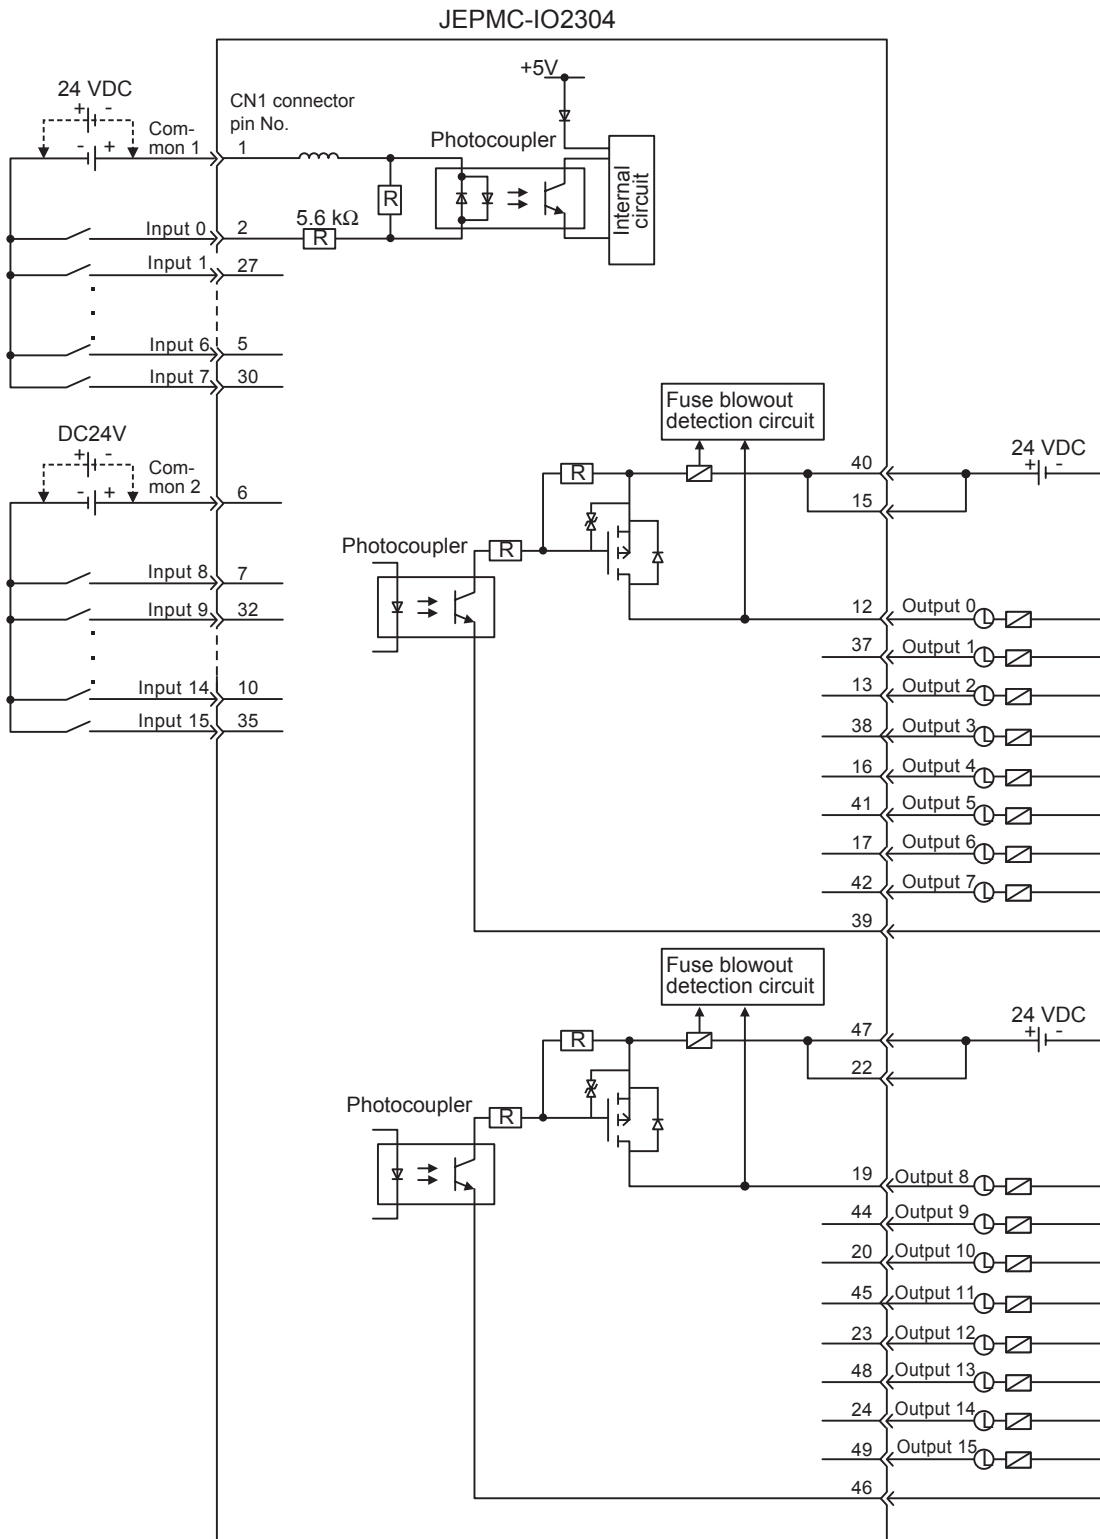 JEPMC-IO2304
24 VDC
+ -
- +
Com-
mon 1
CN1 connector
pin No.
1
+5V
Photocoupler
Internal
circuit
R
5.6 kΩ
R
Input 0 2
Input 1 27
Input 6 5
Input 7 30
DC24V
+ -
- +
Com-
mon 2
6
Input 8 7
Input 9 32
Input 14 10
Input 15 35
Fuse blowout
detection circuit
24 VDC
+ -
R
40
15
Photocoupler
R
12 Output 0 L
37 Output 1 L
13 Output 2 L
38 Output 3 L
16 Output 4 L
41 Output 5 L
17 Output 6 L
42 Output 7 L
39
Fuse blowout
detection circuit
24 VDC
+ -
R
47
22
Photocoupler
R
19 Output 8 L
44 Output 9 L
20 Output 10 L
45 Output 11 L
23 Output 12 L
48 Output 13 L
24 Output 14 L
49 Output 15 L
46